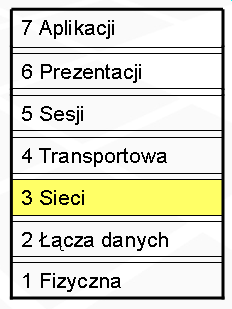 7 Aplikacji
6 Prezentacji
5 Sesji
4 Transportowa
3 Sieci
2 Łącza danych
1 Fizyczna